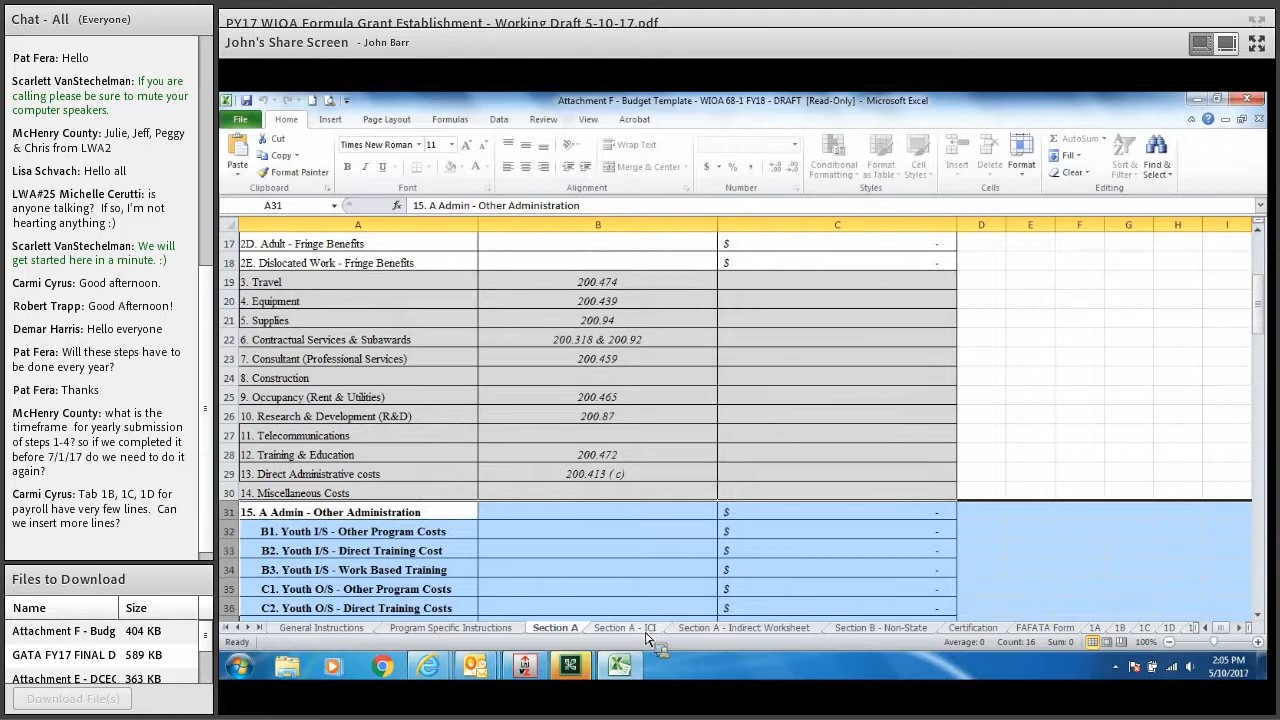 Chat - All (Everyone)
Pat Fera: Hello
Scarlett VanStechelman: If you are
calling please be sure to mute your
computer speakers.
McHenry County: Julie, Jeff, Peggy
& Chris from LWA2
Lisa Schvach: Hello all
LWA#25 Michelle Cerutti: is
anyone talking? If so, I'm not
hearting anything :)
Scarlett VanStechelman: We will
get started here in a minute. :)
Carmi Cyrus: Good afternoon.
Robert Trapp: Good Afternoon!
Demar Harris: Hello everyone
Pat Fera: Will these steps have to
be done every year?
Pat Fera: Thanks
McHenry County: what is the
timeframe for yearly submission
of steps 1-4? so if we completed it
before 7/1/17 do we need to do it
again?
Carmi Cyrus: Tab 1B, 1C, 1D for
payroll have very few lines. Can
we insert more lines?
Files to Download
Name Size
Attachment F - Budg 404 KB
GATA FY17 FINAL D 589 KB
Attachment E - DCEC 363 KB
Download File(s)
PY17 WIOA Formula Grant Establishment - Working Draft 5-10-17.pdf
John's Share Screen - John Barr
Attachment F - Budget Template - WIOA 68-1 FY18 - DRAFT [Read-Only] - Microsoft Excel
File Home Insert Page Layout Formulas Data Review View Acrobat
Paste Cut Copy Format Painter Clipboard
Times New Roman 11 B I U Font
Wrap Text Merge & Center Alignment
$ % , Number
Conditional Formatting Format as Table Cell Styles Styles
Insert Delete Format Cells
AutoSum Fill Clear Sort & Filter Find & Select Editing
A31 fx 15. A Admin - Other Administration
A B C D E F G H I
17 2D. Adult - Fringe Benefits $ -
18 2E. Dislocated Work - Fringe Benefits $ -
19 3. Travel 200.474
20 4. Equipment 200.439
21 5. Supplies 200.94
22 6. Contractual Services & Subawards 200.318 & 200.92
23 7. Consultant (Professional Services) 200.459
24 8. Construction
25 9. Occupancy (Rent & Utilities) 200.465
26 10. Research & Development (R&D) 200.87
27 11. Telecommunications
28 12. Training & Education 200.472
29 13. Direct Administrative costs 200.413 ( c)
30 14. Miscellaneous Costs
31 15. A Admin - Other Administration $ -
32 B1. Youth I/S - Other Program Costs $ -
33 B2. Youth I/S - Direct Training Cost $ -
34 B3. Youth I/S - Work Based Training $ -
35 C1. Youth O/S - Other Program Costs $ -
36 C2. Youth O/S - Direct Training Costs $ -
General Instructions Program Specific Instructions Section A Section A - ICI Section A - Indirect Worksheet Section B - Non-State Certification FAFATA Form 1A 1B 1C 1D
Ready Average: 0 Count: 16 Sum: 0 100%
2:05 PM
5/10/2017